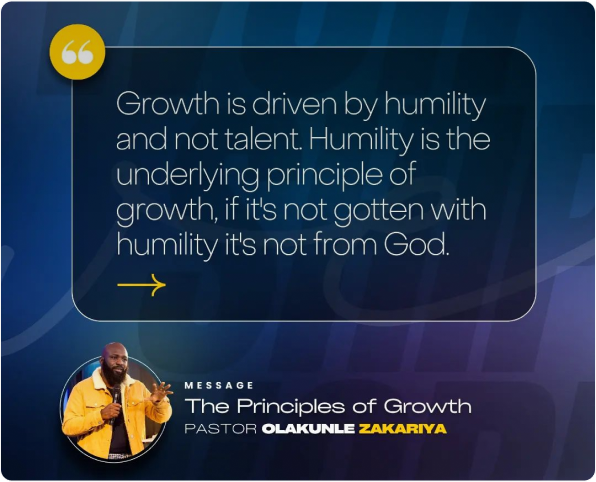 Growth is driven by humility
and not talent. Humility is the
underlying principle of
growth, if it's not gotten with
humility it's not from God.
MESSAGE
The Principles of Growth
PASTOR OLAKUNLE ZAKARIYA